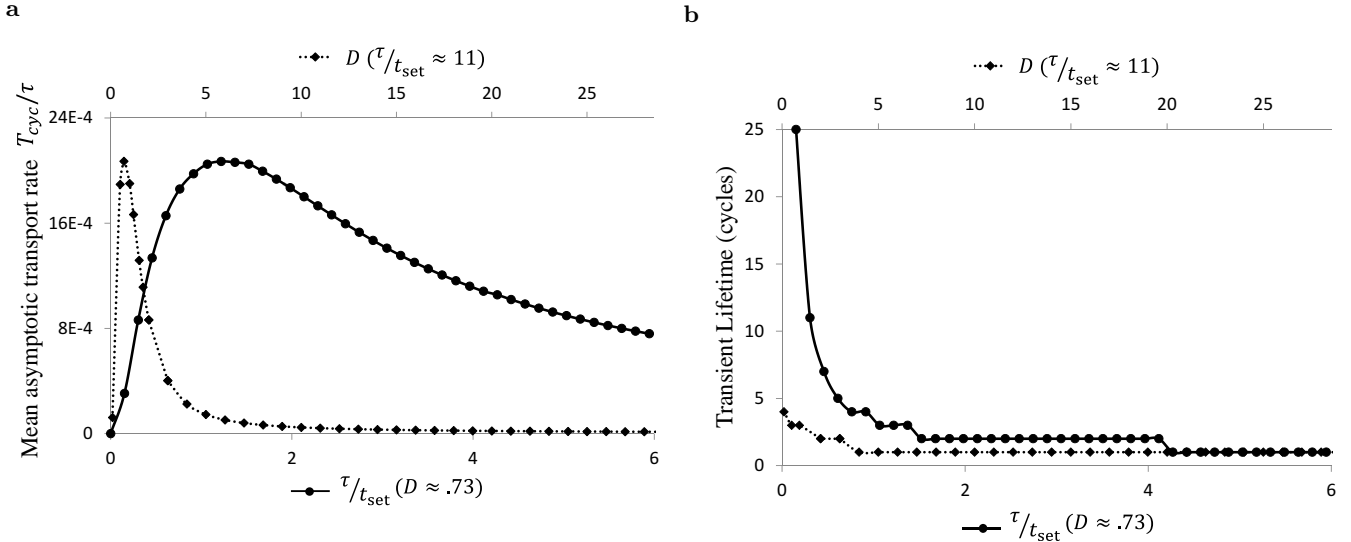 a
D (τ/t_set ≈ 11)
0 5 10 15 20 25
Mean asymptotic transport rate T_cyc/τ
24E-4
16E-4
8E-4
0
0 2 4 6
τ/t_set (D ≈ .73)
b
D (τ/t_set ≈ 11)
0 5 10 15 20 25
Transient Lifetime (cycles)
25
20
15
10
5
0
0 2 4 6
τ/t_set (D ≈ .73)